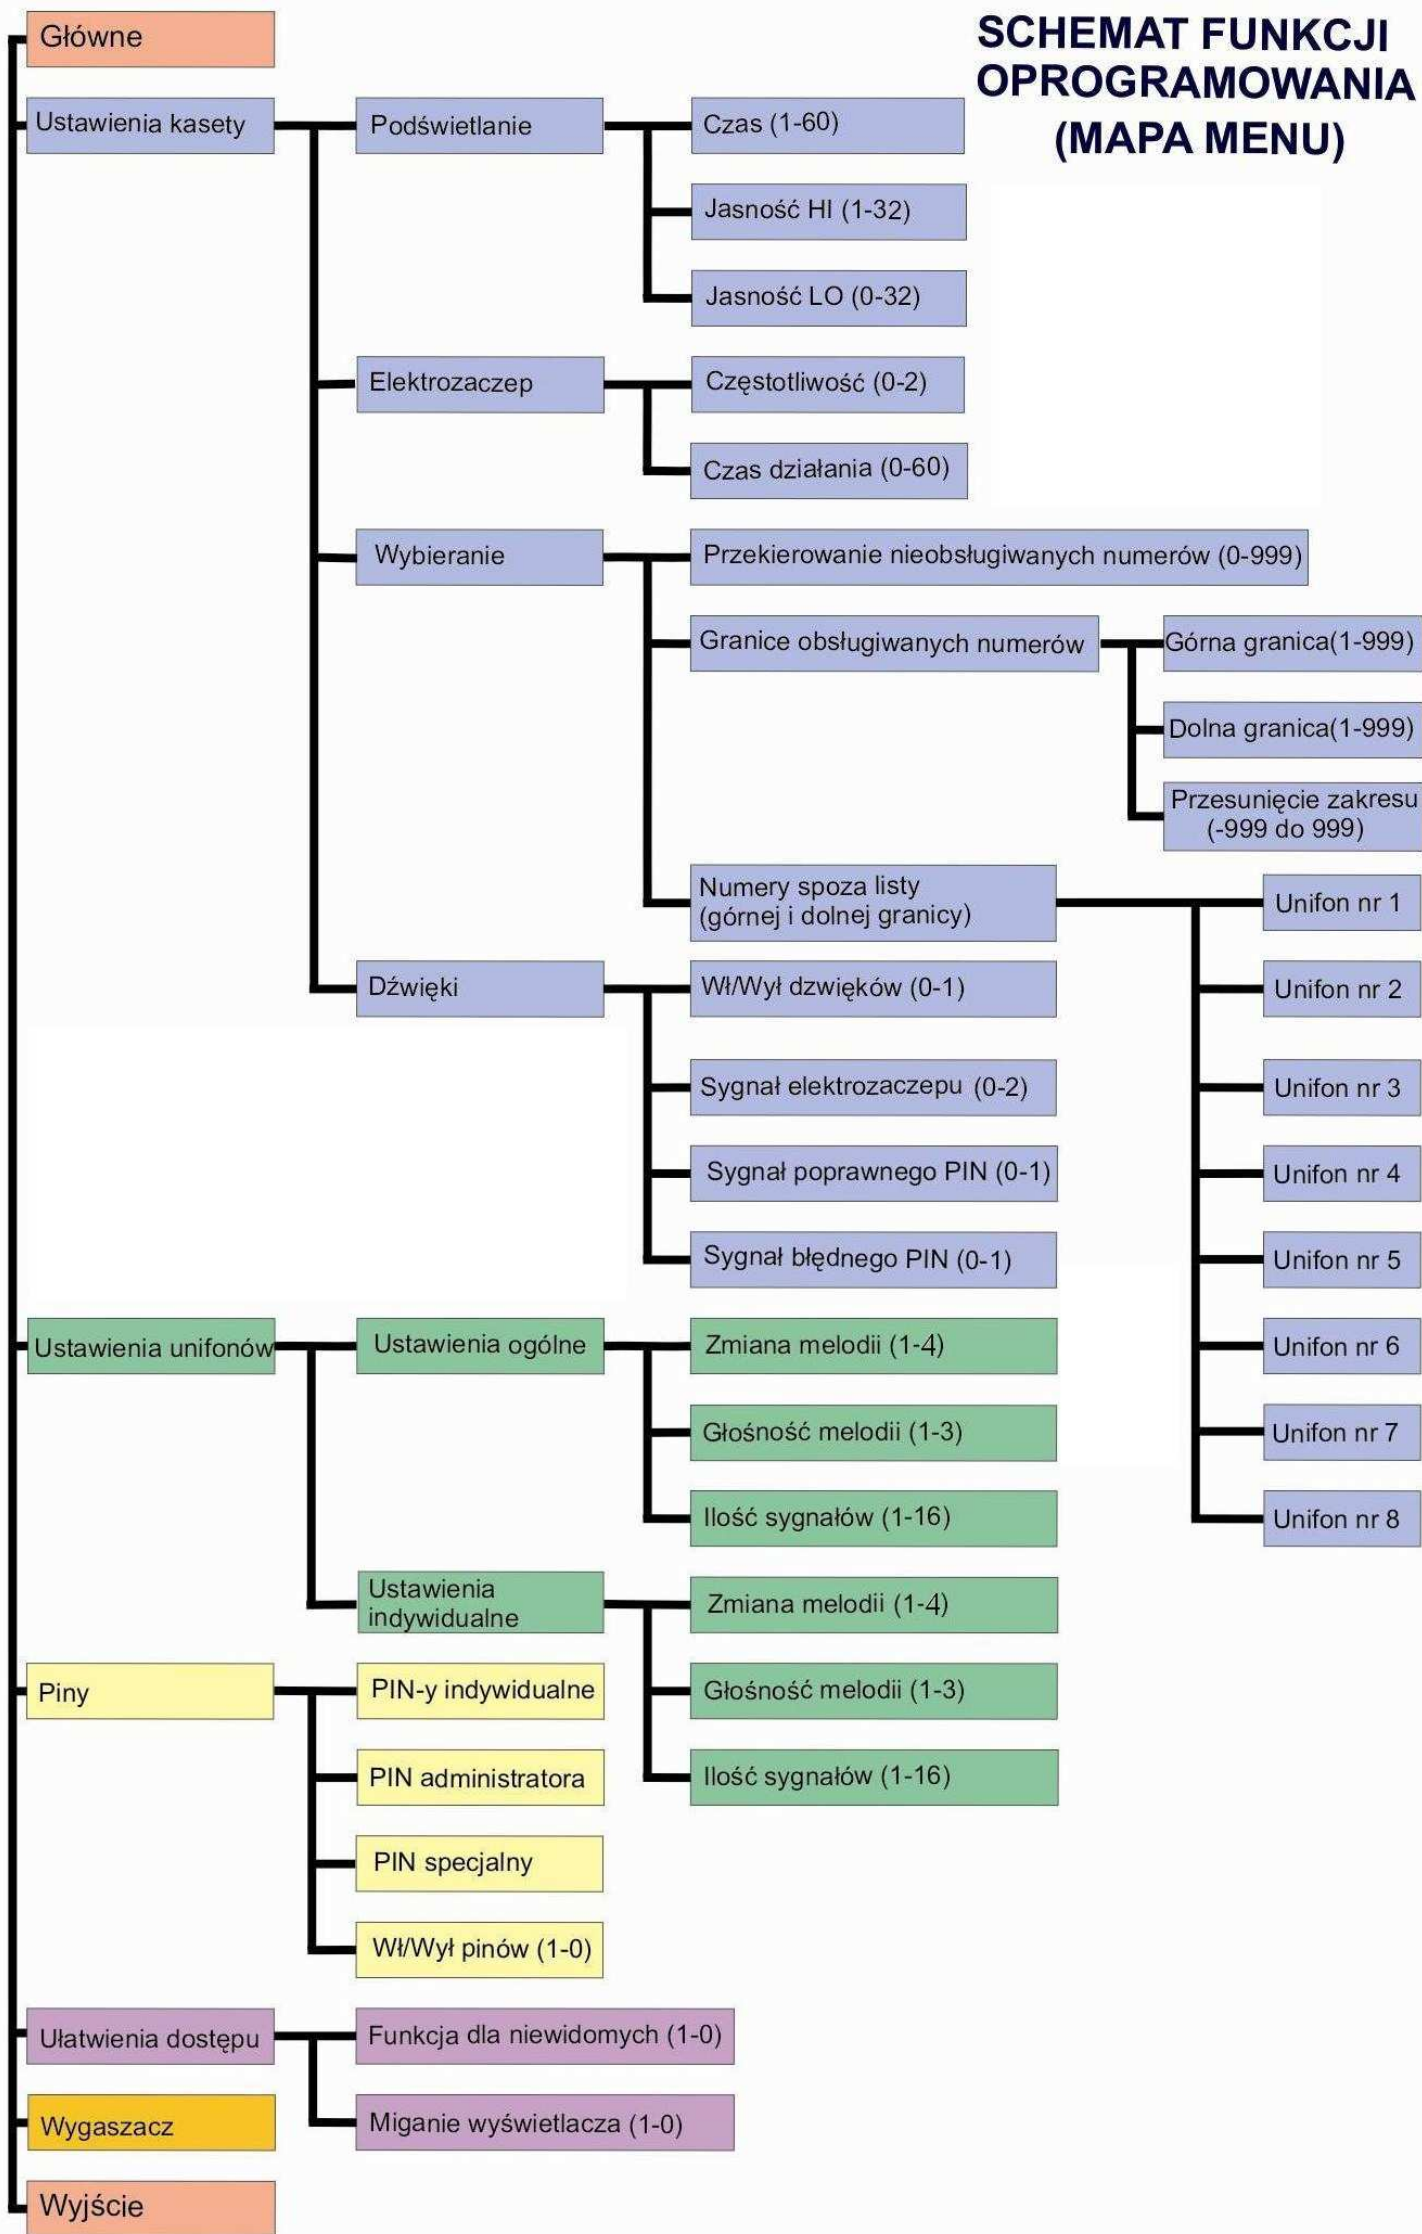 SCHEMAT FUNKCJI
OPROGRAMOWANIA
(MAPA MENU)
Główne
Ustawienia kasety
Podświetlanie
Czas (1-60)
Jasność HI (1-32)
Jasność LO (0-32)
Elektrozaczep
Częstotliwość (0-2)
Czas działania (0-60)
Wybieranie
Przekierowanie nieobsługiwanych numerów (0-999)
Granice obsługiwanych numerów
Górna granica(1-999)
Dolna granica(1-999)
Przesunięcie zakresu
(-999 do 999)
Numery spoza listy
(górnej i dolnej granicy)
Unifon nr 1
Unifon nr 2
Unifon nr 3
Unifon nr 4
Unifon nr 5
Unifon nr 6
Unifon nr 7
Unifon nr 8
Dźwięki
Wł/Wył dzwięków (0-1)
Sygnał elektrozaczepu (0-2)
Sygnał poprawnego PIN (0-1)
Sygnał błędnego PIN (0-1)
Ustawienia unifonów
Ustawienia ogólne
Zmiana melodii (1-4)
Głośność melodii (1-3)
Ilość sygnałów (1-16)
Ustawienia
indywidualne
Zmiana melodii (1-4)
Głośność melodii (1-3)
Ilość sygnałów (1-16)
Piny
PIN-y indywidualne
PIN administratora
PIN specjalny
Wł/Wył pinów (1-0)
Ułatwienia dostępu
Funkcja dla niewidomych (1-0)
Miganie wyświetlacza (1-0)
Wygaszacz
Wyjście